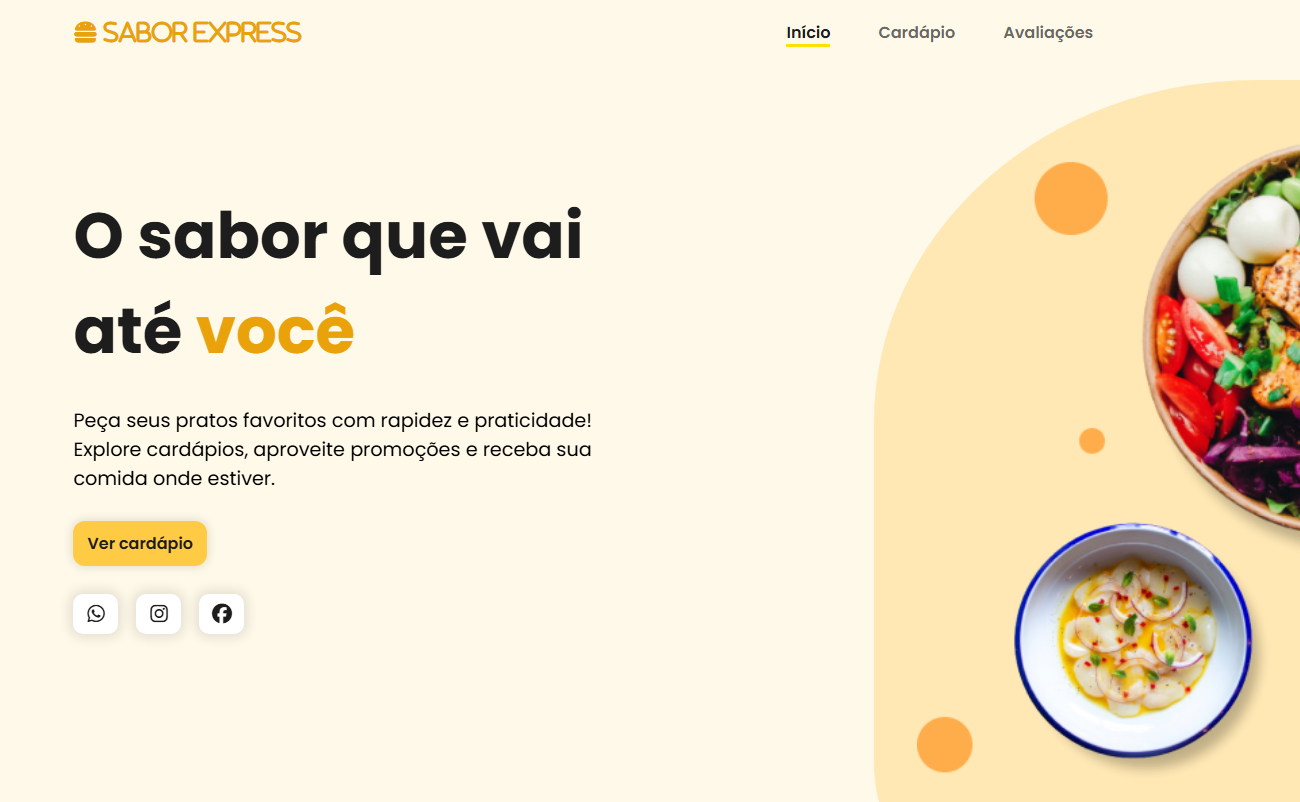 SABOR EXPRESS
Início
Cardápio
Avaliações
O sabor que vai
até você
Peça seus pratos favoritos com rapidez e praticidade!
Explore cardápios, aproveite promoções e receba sua
comida onde estiver.
Ver cardápio